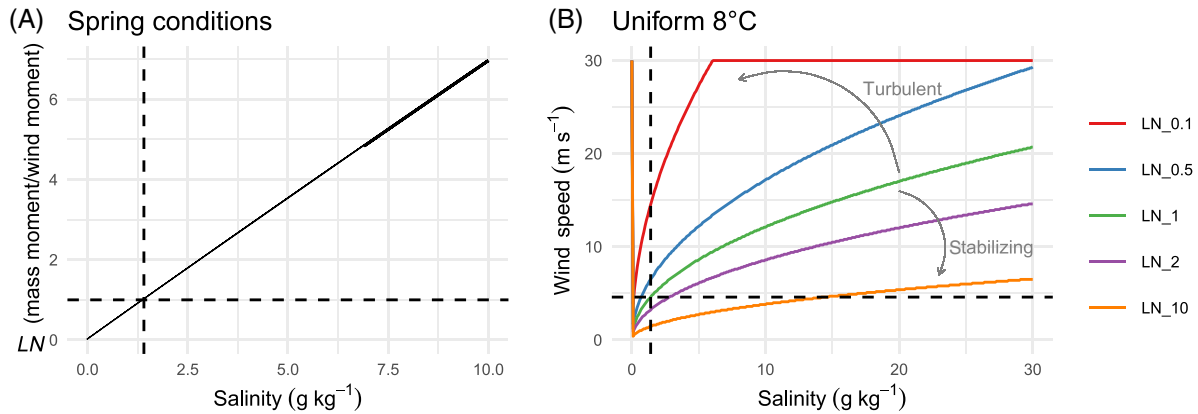 (A) Spring conditions
LN (mass moment/wind moment)
6
4
2
0
0.0 2.5 5.0 7.5 10.0
Salinity (g kg⁻¹)
(B) Uniform 8°C
Wind speed (m s⁻¹)
30
20
10
0
Turbulent
Stabilizing
0 10 20 30
Salinity (g kg⁻¹)
LN_0.1
LN_0.5
LN_1
LN_2
LN_10